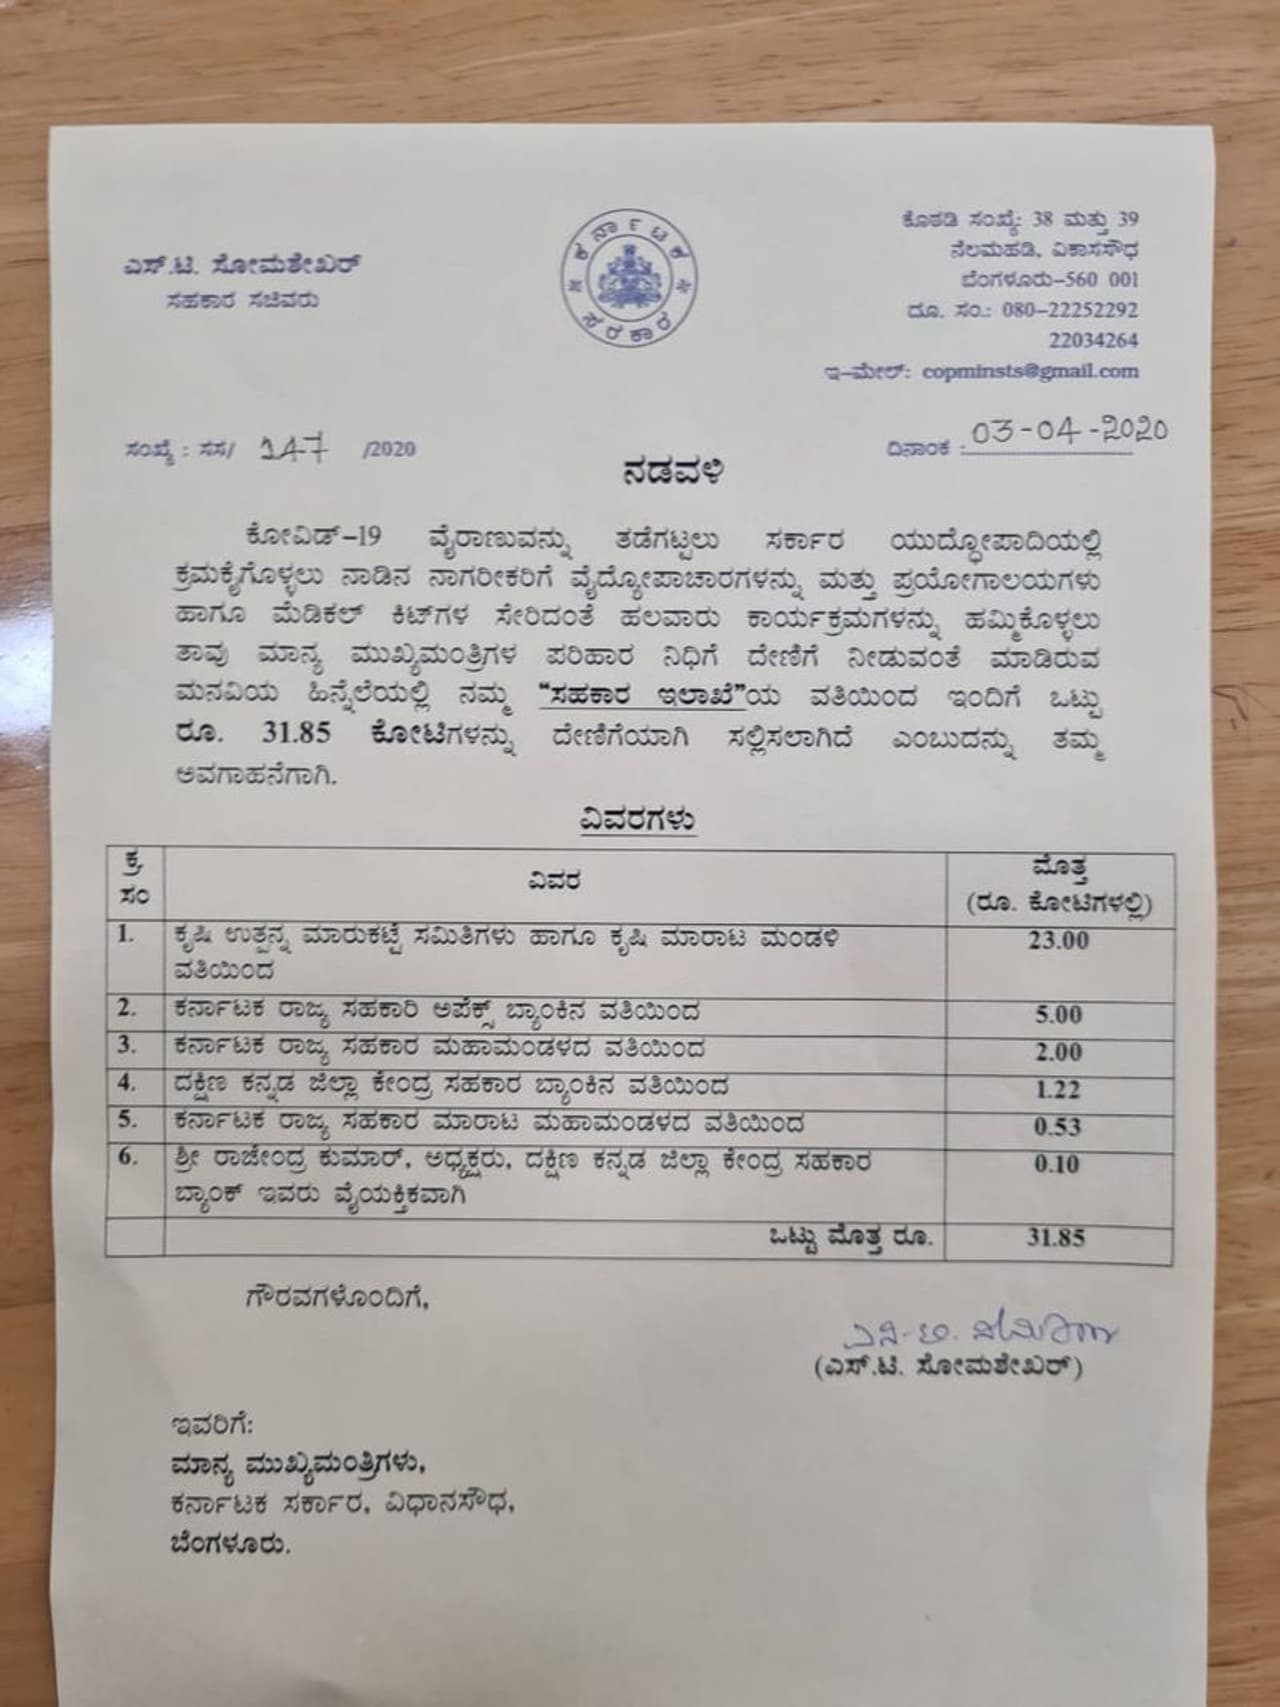 ಎಸ್.ಟಿ. ಸೋಮಶೇಖರ್
ಸಹಕಾರ ಸಚಿವರು
ಕರ್ನಾಟಕ
ಸರಕಾರ
ಕೊಠಡಿ ಸಂಖ್ಯೆ: 38 ಮತ್ತು 39
ನೆಲಮಹಡಿ, ವಿಕಾಸಸೌಧ
ಬೆಂಗಳೂರು-560 001
ದೂ. ಸಂ.: 080-22252292
22034264
ಇ-ಮೇಲ್: copminsts@gmail.com
ಸಂಖ್ಯೆ : ಸಸ/ 147 /2020
ದಿನಾಂಕ : 03-04-2020
ನಡವಳಿ
ಕೋವಿಡ್-19 ವೈರಾಣುವನ್ನು ತಡೆಗಟ್ಟಲು ಸರ್ಕಾರ ಯುದ್ಧೋಪಾದಿಯಲ್ಲಿ
ಕ್ರಮಕೈಗೊಳ್ಳಲು ನಾಡಿನ ನಾಗರೀಕರಿಗೆ ವೈದ್ಯೋಪಾಚಾರಗಳನ್ನು ಮತ್ತು ಪ್ರಯೋಗಾಲಯಗಳು
ಹಾಗೂ ಮೆಡಿಕಲ್ ಕಿಟ್‌ಗಳ ಸೇರಿದಂತೆ ಹಲವಾರು ಕಾರ್ಯಕ್ರಮಗಳನ್ನು ಹಮ್ಮಿಕೊಳ್ಳಲು
ತಾವು ಮಾನ್ಯ ಮುಖ್ಯಮಂತ್ರಿಗಳ ಪರಿಹಾರ ನಿಧಿಗೆ ದೇಣಿಗೆ ನೀಡುವಂತೆ ಮಾಡಿರುವ
ಮನವಿಯ ಹಿನ್ನೆಲೆಯಲ್ಲಿ ನಮ್ಮ "ಸಹಕಾರ ಇಲಾಖೆ"ಯ ವತಿಯಿಂದ ಇಂದಿಗೆ ಒಟ್ಟು
ರೂ. 31.85 ಕೋಟಿಗಳನ್ನು ದೇಣಿಗೆಯಾಗಿ ಸಲ್ಲಿಸಲಾಗಿದೆ ಎಂಬುದನ್ನು ತಮ್ಮ
ಅವಗಾಹನೆಗಾಗಿ.
ವಿವರಗಳು
ಕ್ರ. ಸಂ ವಿವರ ಮೊತ್ತ (ರೂ. ಕೋಟಿಗಳಲ್ಲಿ)
1. ಕೃಷಿ ಉತ್ಪನ್ನ ಮಾರುಕಟ್ಟೆ ಸಮಿತಿಗಳು ಹಾಗೂ ಕೃಷಿ ಮಾರಾಟ ಮಂಡಳಿ 23.00
ವತಿಯಿಂದ
2. ಕರ್ನಾಟಕ ರಾಜ್ಯ ಸಹಕಾರಿ ಅಪೆಕ್ಸ್ ಬ್ಯಾಂಕಿನ ವತಿಯಿಂದ 5.00
3. ಕರ್ನಾಟಕ ರಾಜ್ಯ ಸಹಕಾರ ಮಹಾಮಂಡಳದ ವತಿಯಿಂದ 2.00
4. ದಕ್ಷಿಣ ಕನ್ನಡ ಜಿಲ್ಲಾ ಕೇಂದ್ರ ಸಹಕಾರ ಬ್ಯಾಂಕಿನ ವತಿಯಿಂದ 1.22
5. ಕರ್ನಾಟಕ ರಾಜ್ಯ ಸಹಕಾರ ಮಾರಾಟ ಮಹಾಮಂಡಳದ ವತಿಯಿಂದ 0.53
6. ಶ್ರೀ ರಾಜೇಂದ್ರ ಕುಮಾರ್, ಅಧ್ಯಕ್ಷರು, ದಕ್ಷಿಣ ಕನ್ನಡ ಜಿಲ್ಲಾ ಕೇಂದ್ರ ಸಹಕಾರ 0.10
ಬ್ಯಾಂಕ್ ಇವರು ವೈಯಕ್ತಿಕವಾಗಿ
ಒಟ್ಟು ಮೊತ್ತ ರೂ. 31.85
ಗೌರವಗಳೊಂದಿಗೆ,
(ಎಸ್.ಟಿ. ಸೋಮಶೇಖರ್)
ಇವರಿಗೆ:
ಮಾನ್ಯ ಮುಖ್ಯಮಂತ್ರಿಗಳು,
ಕರ್ನಾಟಕ ಸರ್ಕಾರ, ವಿಧಾನಸೌಧ,
ಬೆಂಗಳೂರು.